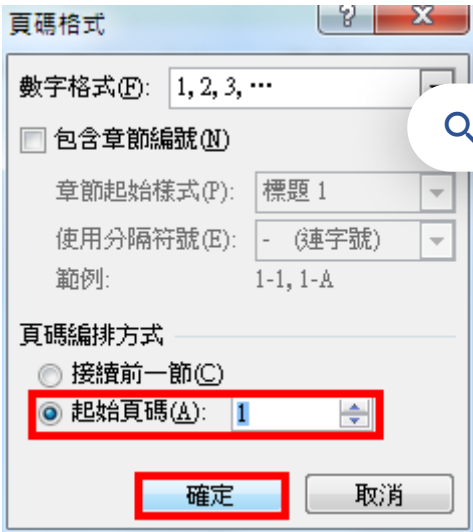 頁碼格式
數字格式(F): 1, 2, 3, …
包含章節編號(N)
章節起始樣式(P): 標題 1
使用分隔符號(E): - (連字號)
範例: 1-1, 1-A
頁碼編排方式
接續前一節(C)
起始頁碼(A): 1
確定 取消